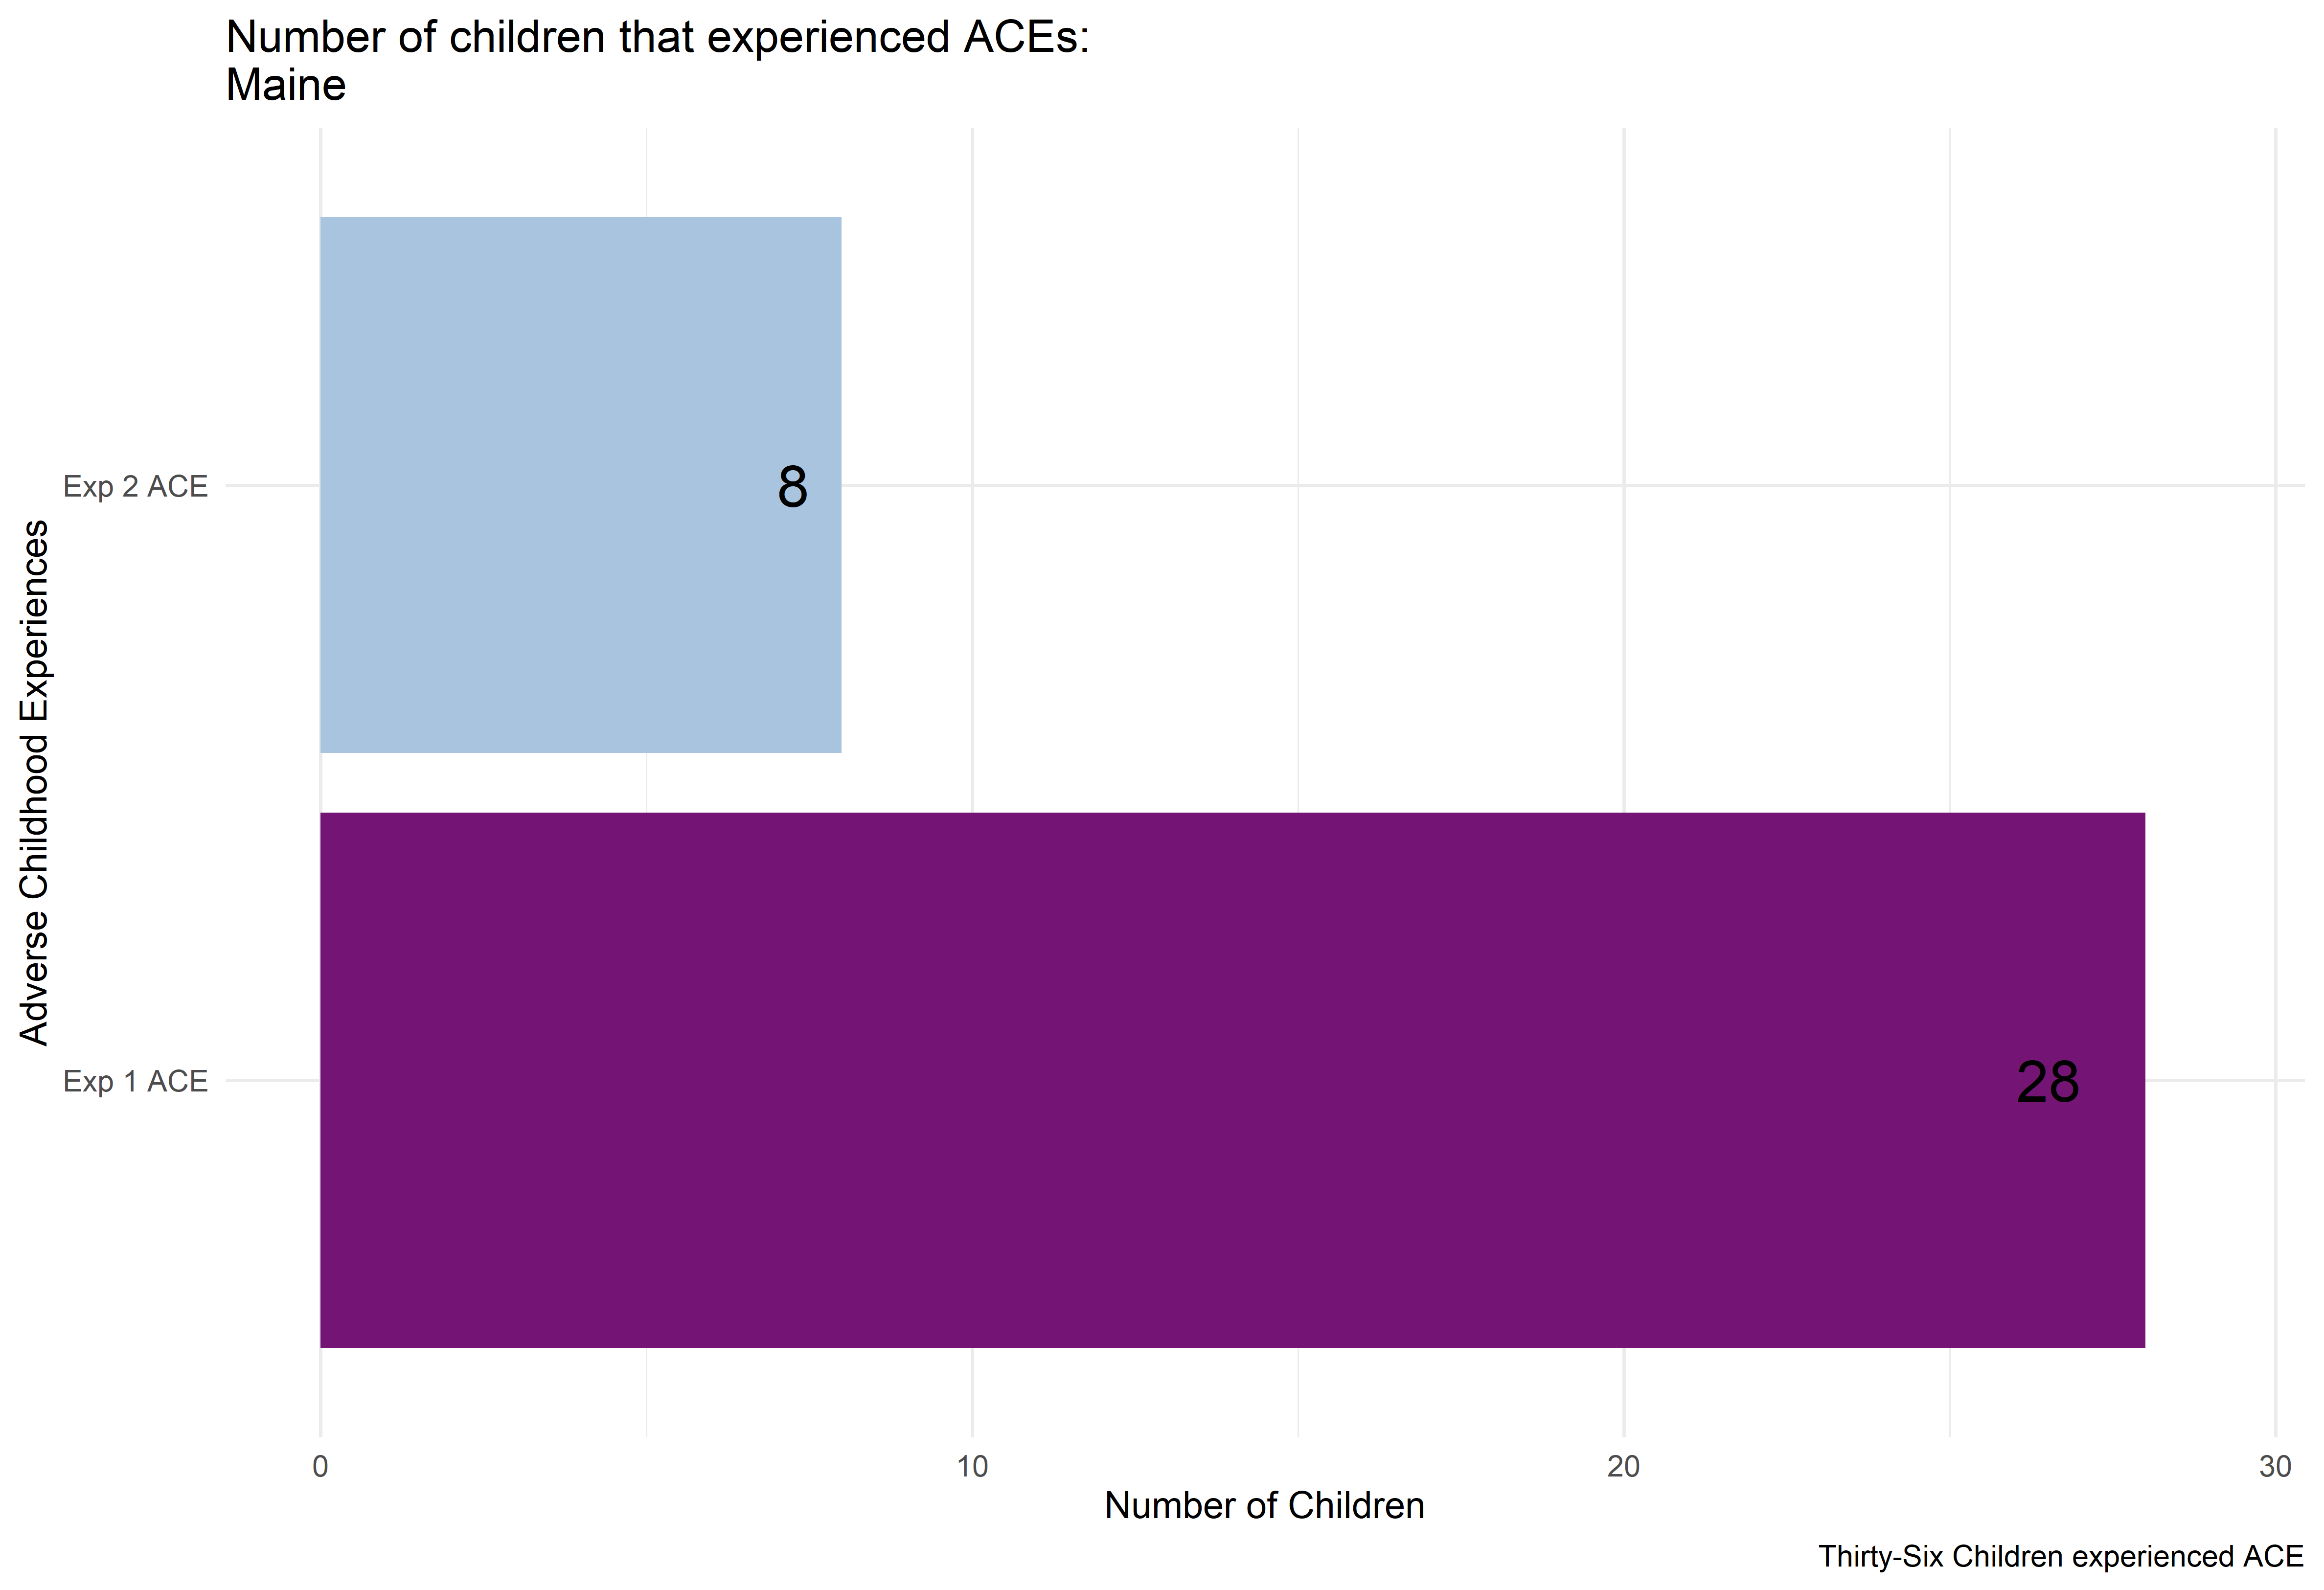 Number of children that experienced ACEs:
Maine
Adverse Childhood Experiences
Exp 2 ACE
8
Exp 1 ACE
28
0
10
20
30
Number of Children
Thirty-Six Children experienced ACE